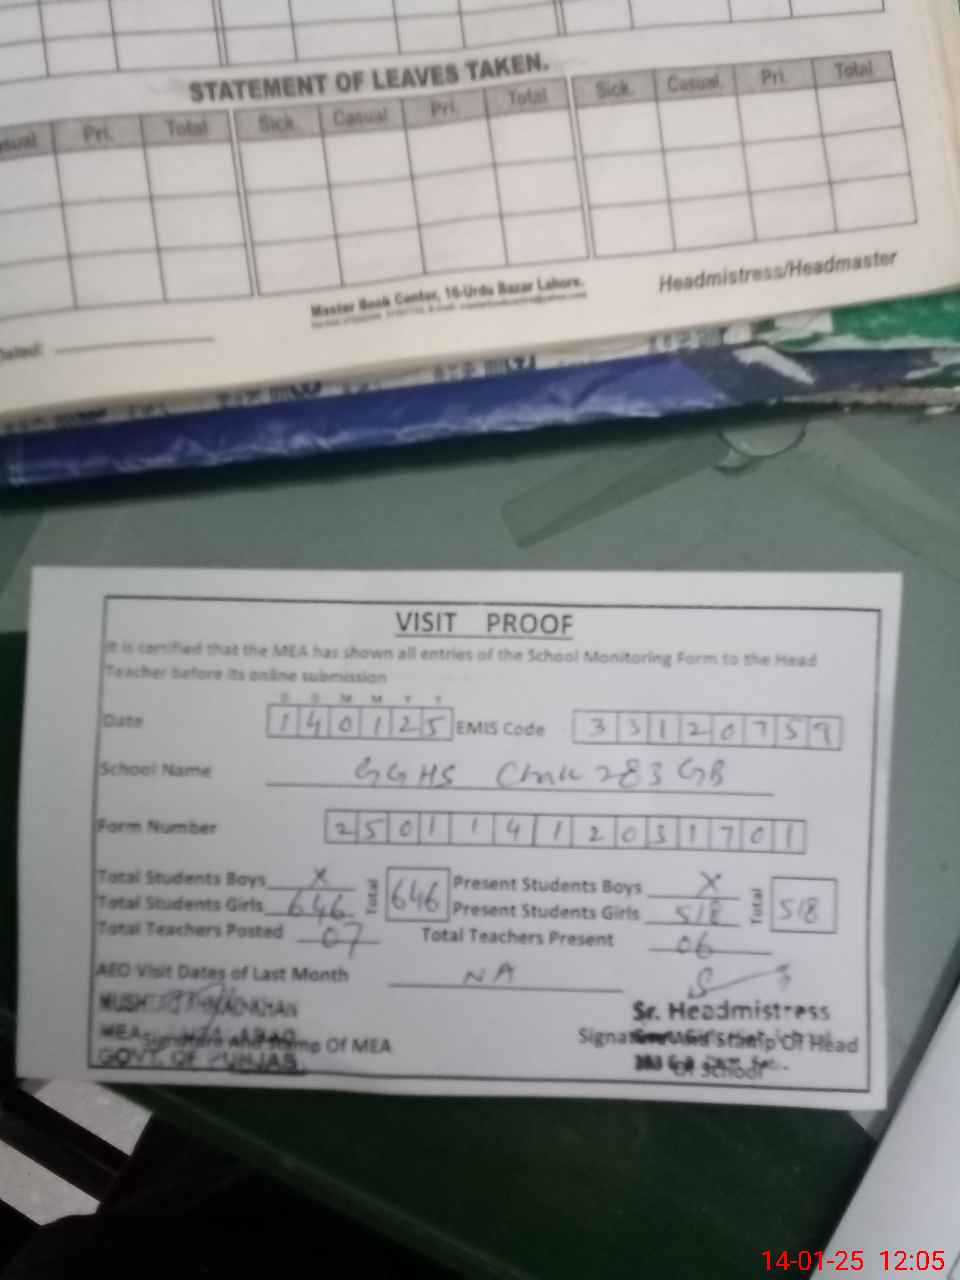 STATEMENT OF LEAVES TAKEN.
Pri. Total Sick. Casual Pri. Total Sick. Casual Pri. Total
Master Book Center, 16-Urdu Bazar Lahore.
Headmistress/Headmaster
Dated:
VISIT PROOF
It is certified that the MEA has shown all entries of the School Monitoring Form to the Head
Teacher before its online submission
D D M M Y Y
Date 1 4 0 1 2 5 EMIS Code 3 3 1 2 0 7 5 9
School Name GGHS Chak 283 GB
Form Number 2 5 0 1 1 4 1 2 0 3 1 7 0 1
Total Students Boys X Total 646 Present Students Boys X Total 518
Total Students Girls 646 Present Students Girls 518
Total Teachers Posted 07 Total Teachers Present 06
AEO Visit Dates of Last Month NA
KHAN
Sr. Headmistress
MEA
Signature And Stamp Of MEA
Signature And Stamp Of Head
GOVT. OF PUNJAB
Of School
14-01-25 12:05